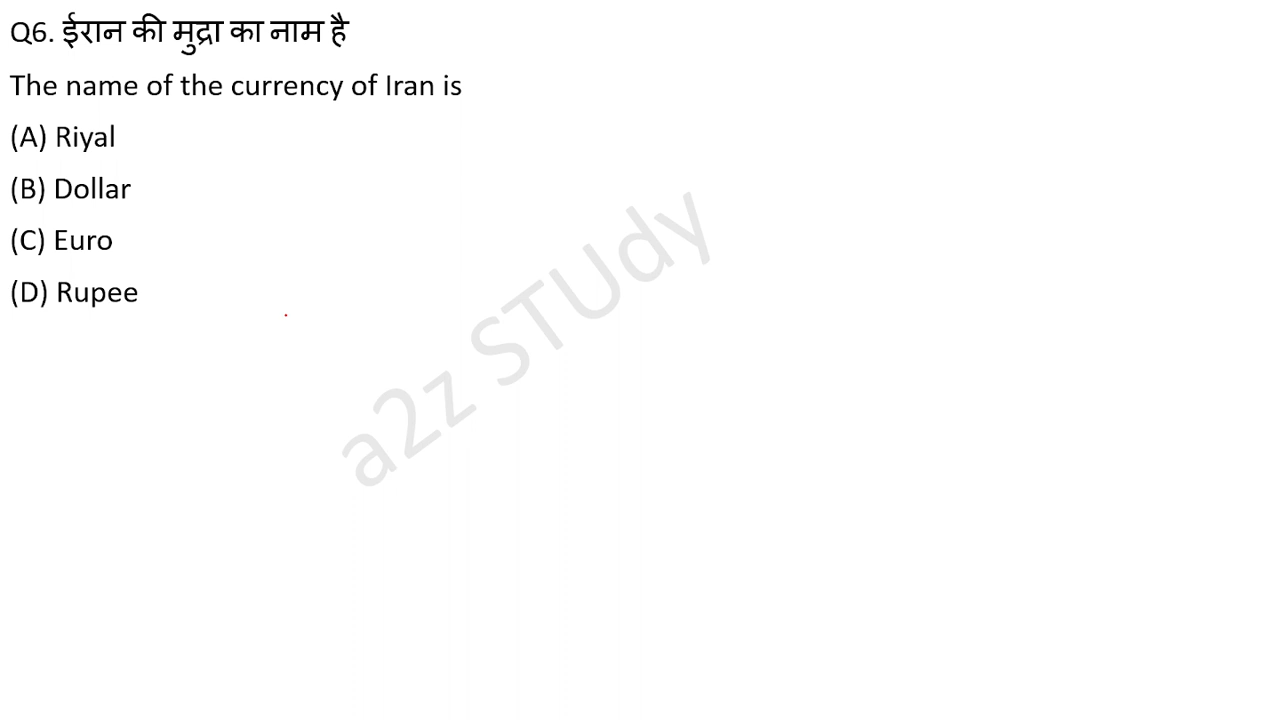 Q6. ईरान की मुद्रा का नाम है
The name of the currency of Iran is
(A) Riyal
(B) Dollar
(C) Euro
(D) Rupee
a2z STUdy